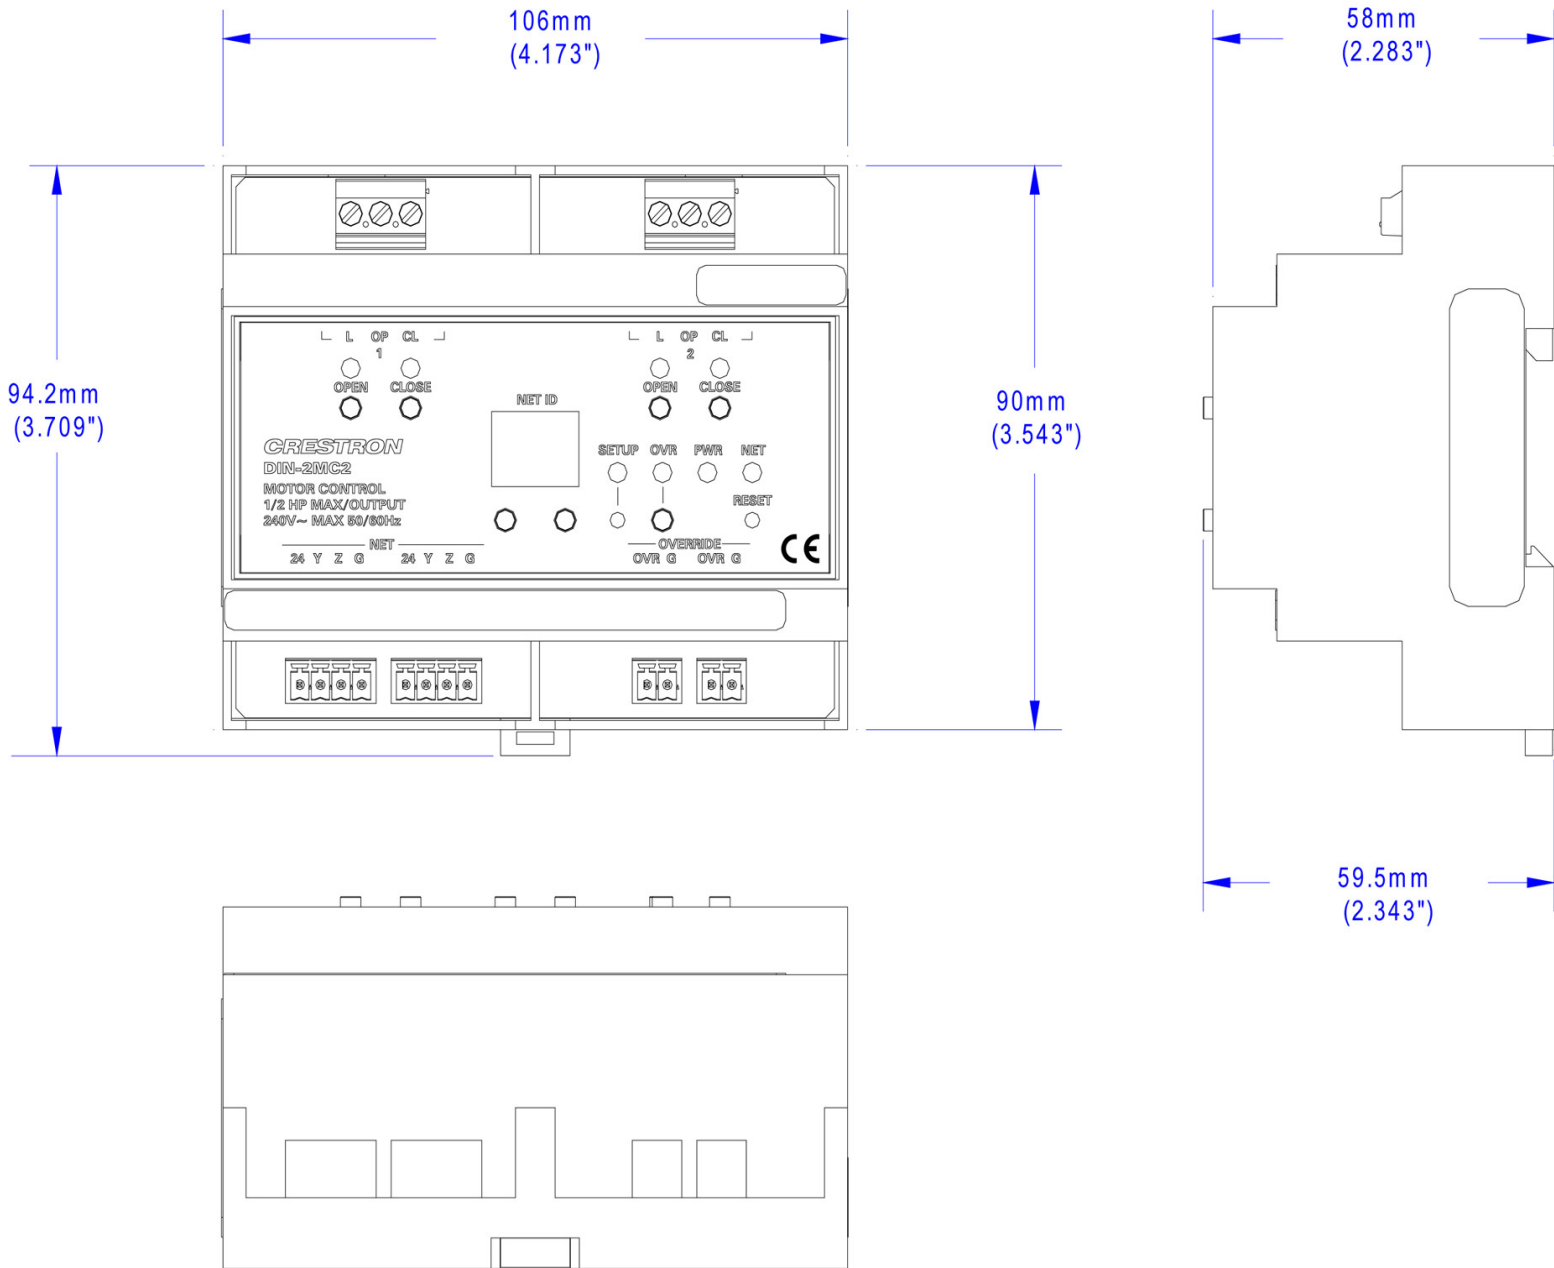 106mm
(4.173")
58mm
(2.283")
94.2mm
(3.709")
90mm
(3.543")
L OP CL
1
OPEN CLOSE
L OP CL
2
OPEN CLOSE
NET ID
CRESTRON
DIN-2MC2
MOTOR CONTROL
1/2 HP MAX/OUTPUT
240V~ MAX 50/60Hz
SETUP OVR PWR NET
RESET
NET
24 Y Z G 24 Y Z G
OVERRIDE
OVR G OVR G
CE
59.5mm
(2.343")